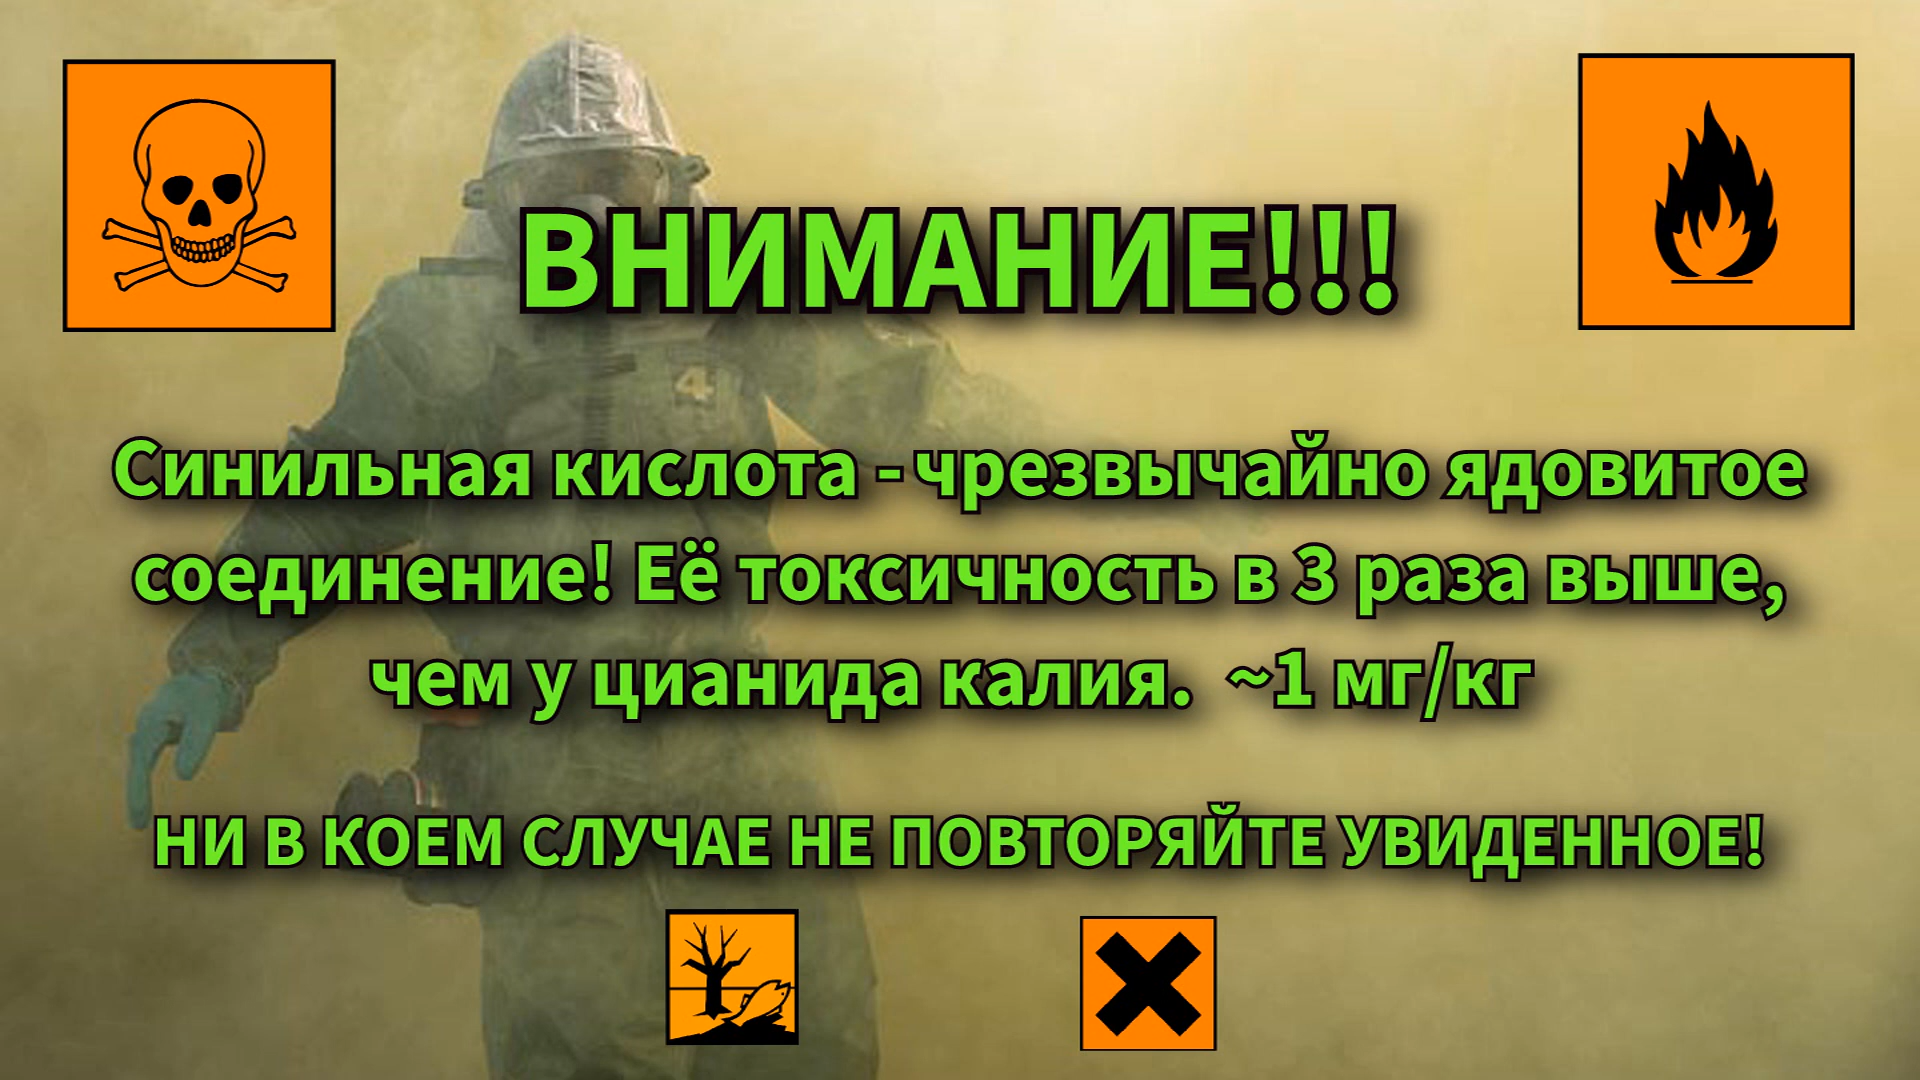 ВНИМАНИЕ!!!
4
Синильная кислота - чрезвычайно ядовитое
соединение! Её токсичность в 3 раза выше,
чем у цианида калия. ~1 мг/кг
НИ В КОЕМ СЛУЧАЕ НЕ ПОВТОРЯЙТЕ УВИДЕННОЕ!